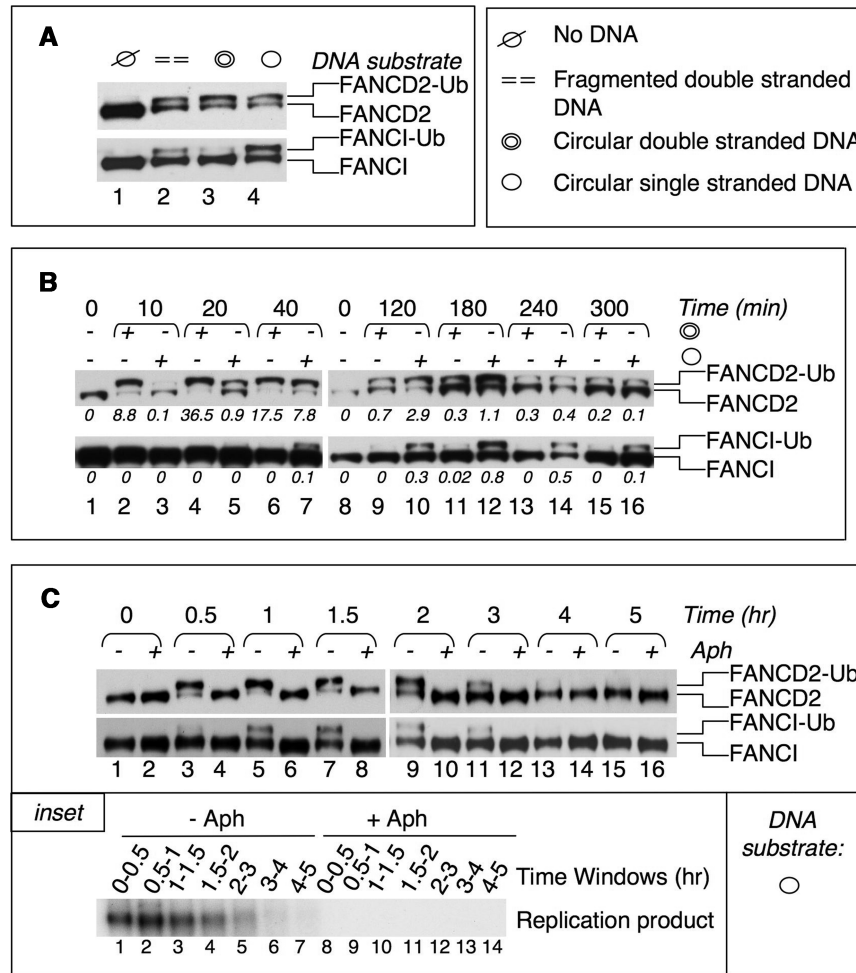 A
DNA substrate
FANCD2-Ub
FANCD2
FANCI-Ub
FANCI
1 2 3 4
No DNA
Fragmented double stranded
DNA
Circular double stranded DNA
Circular single stranded DNA
B
0 10 20 40 0 120 180 240 300 Time (min)
- + - + - + - - + - + - + - + -
- - + - + - + - - + - + - + - +
FANCD2-Ub
FANCD2
0 8.8 0.1 36.5 0.9 17.5 7.8 0 0.7 2.9 0.3 1.1 0.3 0.4 0.2 0.1
FANCI-Ub
FANCI
0 0 0 0 0 0 0.1 0 0 0.3 0.02 0.8 0 0.5 0 0.1
1 2 3 4 5 6 7 8 9 10 11 12 13 14 15 16
C
0 0.5 1 1.5 2 3 4 5 Time (hr)
- + - + - + - + - + - + - + - + Aph
FANCD2-Ub
FANCD2
FANCI-Ub
FANCI
1 2 3 4 5 6 7 8 9 10 11 12 13 14 15 16
inset
- Aph + Aph
0-0.5 0.5-1 1-1.5 1.5-2 2-3 3-4 4-5 0-0.5 0.5-1 1-1.5 1.5-2 2-3 3-4 4-5
Time Windows (hr)
Replication product
1 2 3 4 5 6 7 8 9 10 11 12 13 14
DNA
substrate: